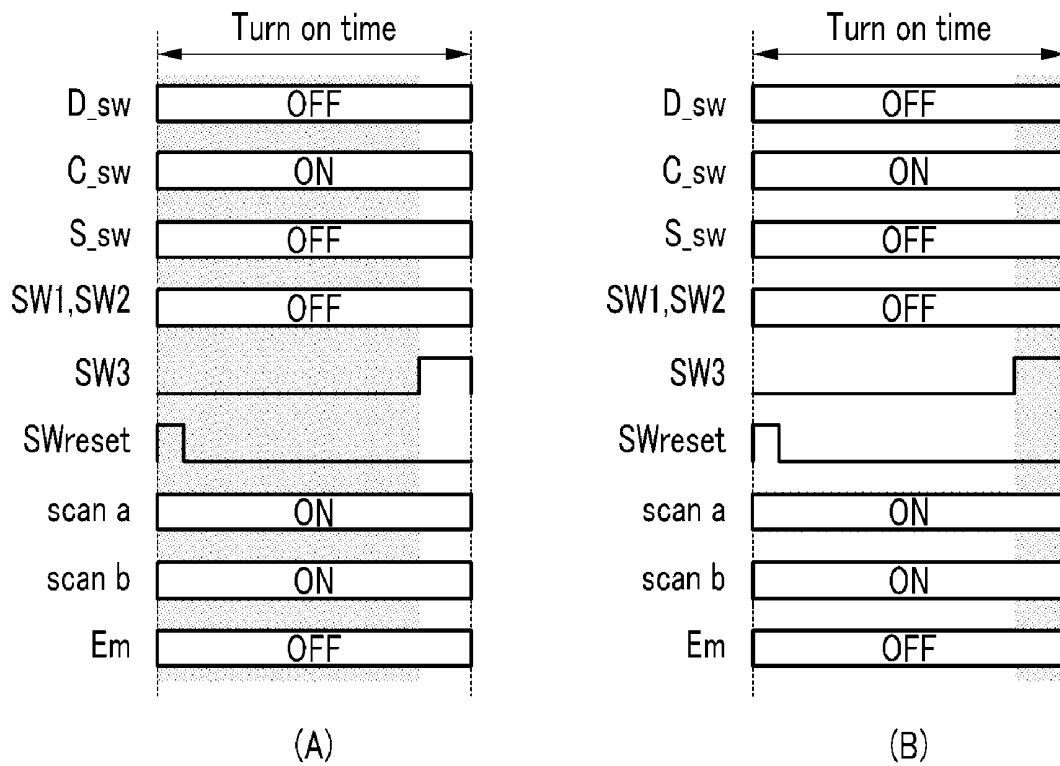 Turn on time
D_sw OFF
C_sw ON
S_sw OFF
SW1,SW2 OFF
SW3
SWreset
scan a ON
scan b ON
Em OFF
(A)
Turn on time
D_sw OFF
C_sw ON
S_sw OFF
SW1,SW2 OFF
SW3
SWreset
scan a ON
scan b ON
Em OFF
(B)